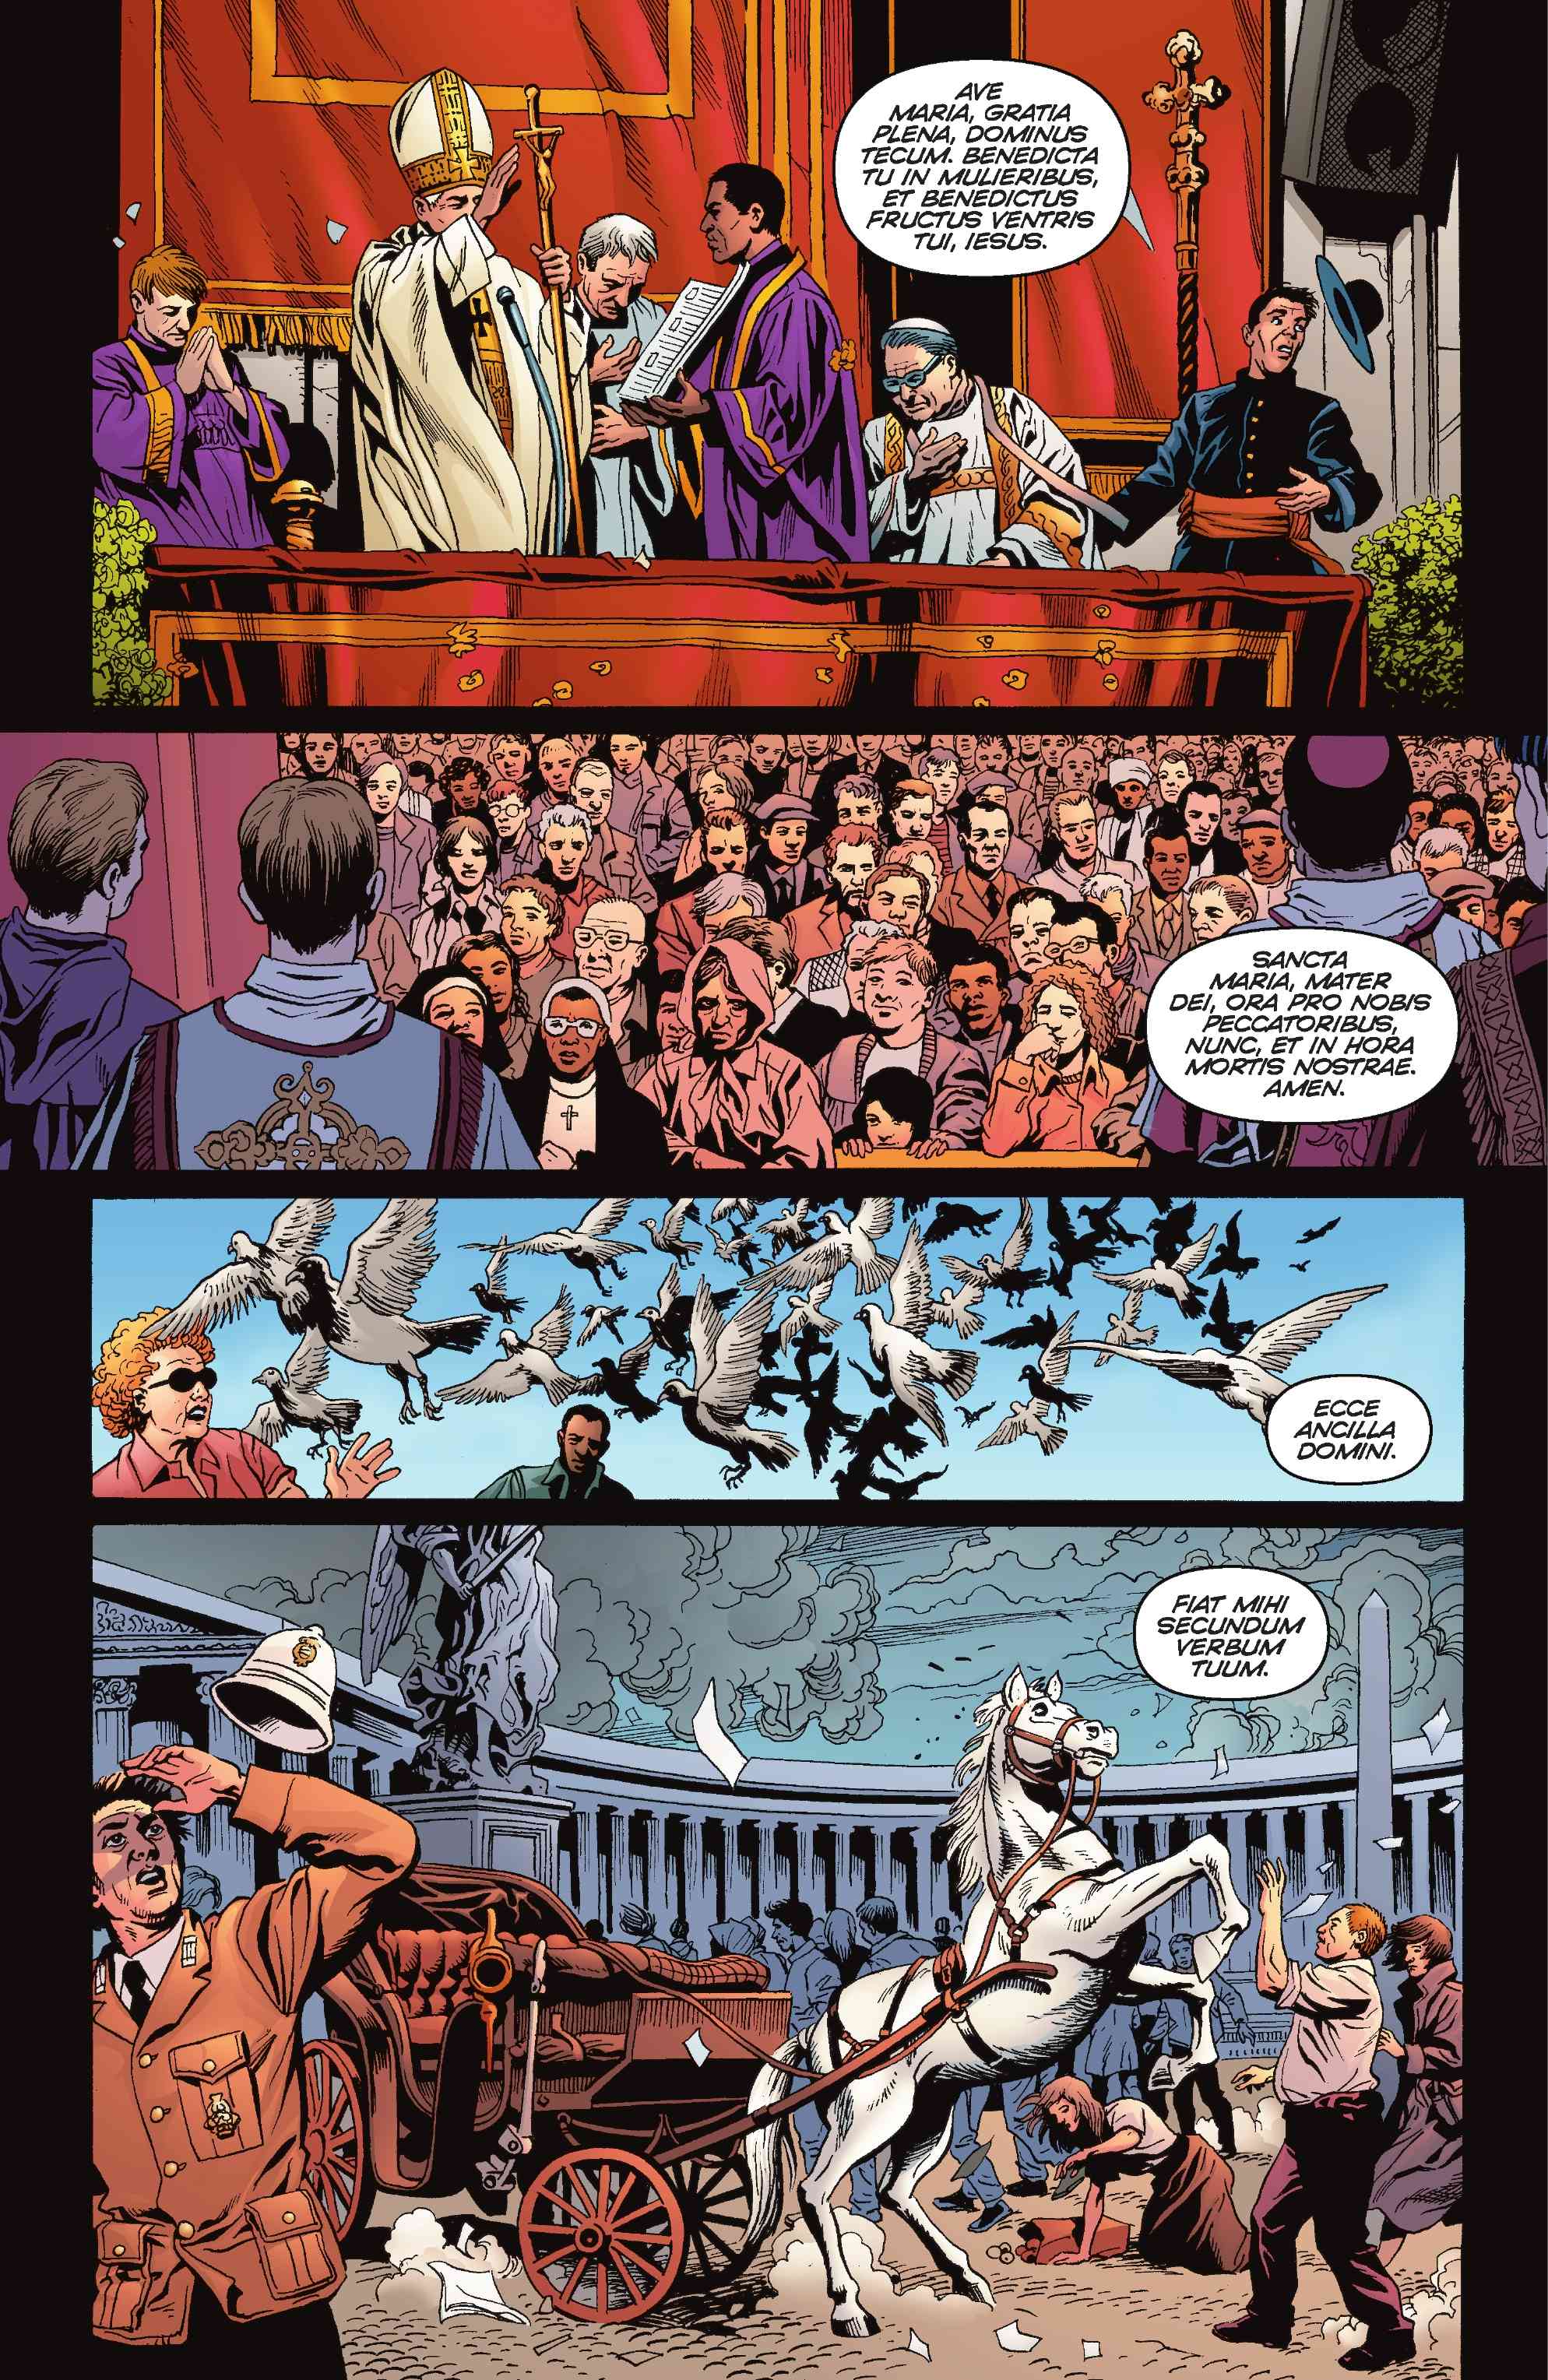 AVE
MARIA, GRATIA
PLENA, DOMINUS
TECUM. BENEDICTA
TU IN MULIERIBUS,
ET BENEDICTUS
FRUCTUS VENTRIS
TUI, IESUS.
SANCTA
MARIA, MATER
DEI, ORA PRO NOBIS
PECCATORIBUS,
NUNC, ET IN HORA
MORTIS NOSTRAE.
AMEN.
ECCE
ANCILLA
DOMINI.
FIAT MIHI
SECUNDUM
VERBUM
TUUM.